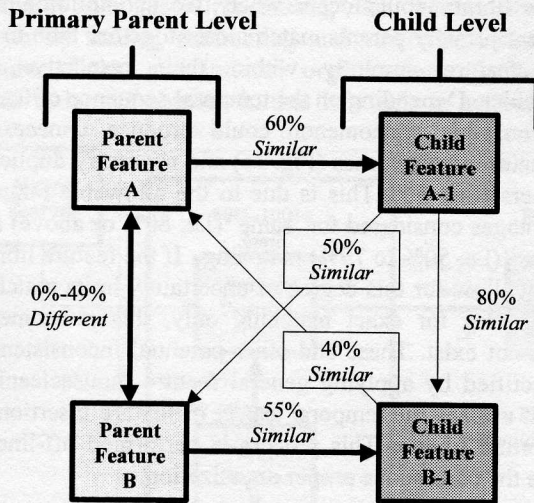 Primary Parent Level
Child Level
Parent
Feature
A
60%
Similar
Child
Feature
A-1
0%-49%
Different
50%
Similar
80%
Similar
40%
Similar
Parent
Feature
B
55%
Similar
Child
Feature
B-1